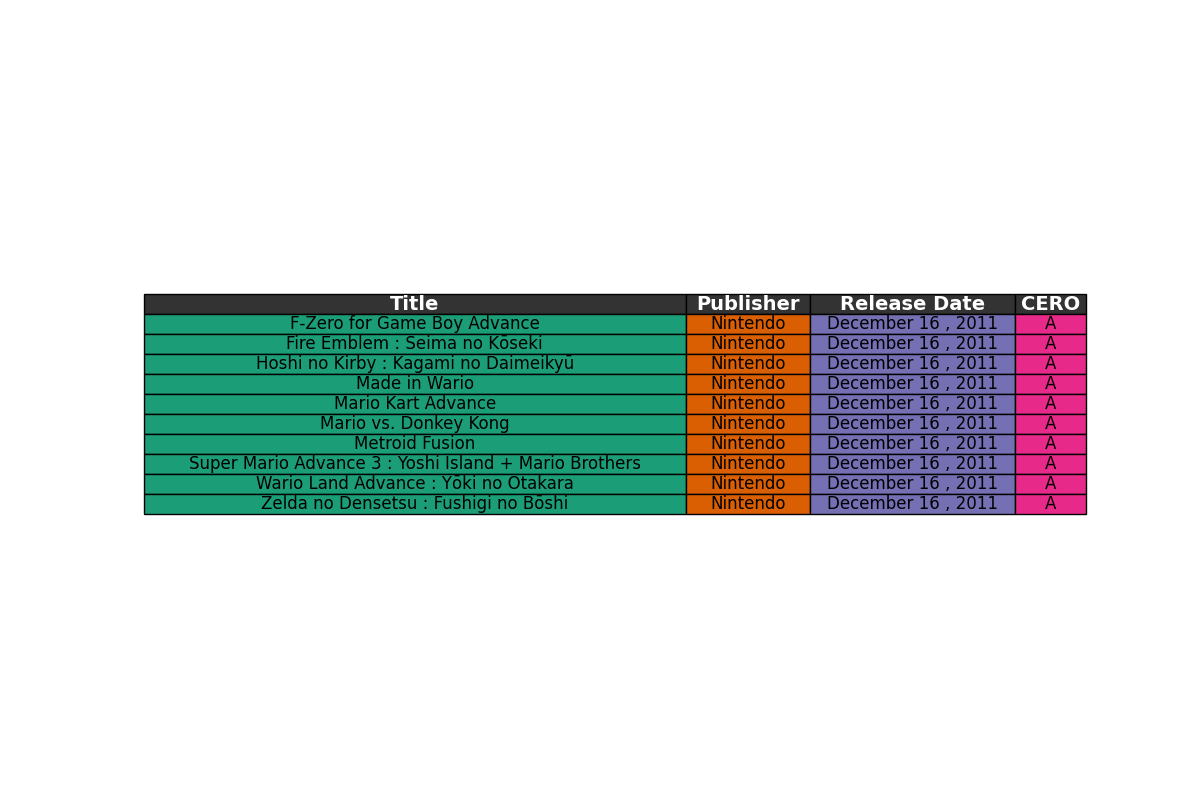 Title Publisher Release Date CERO
F-Zero for Game Boy Advance Nintendo December 16 , 2011 A
Fire Emblem : Seima no Kōseki Nintendo December 16 , 2011 A
Hoshi no Kirby : Kagami no Daimeikyū Nintendo December 16 , 2011 A
Made in Wario Nintendo December 16 , 2011 A
Mario Kart Advance Nintendo December 16 , 2011 A
Mario vs. Donkey Kong Nintendo December 16 , 2011 A
Metroid Fusion Nintendo December 16 , 2011 A
Super Mario Advance 3 : Yoshi Island + Mario Brothers Nintendo December 16 , 2011 A
Wario Land Advance : Yōki no Otakara Nintendo December 16 , 2011 A
Zelda no Densetsu : Fushigi no Bōshi Nintendo December 16 , 2011 A